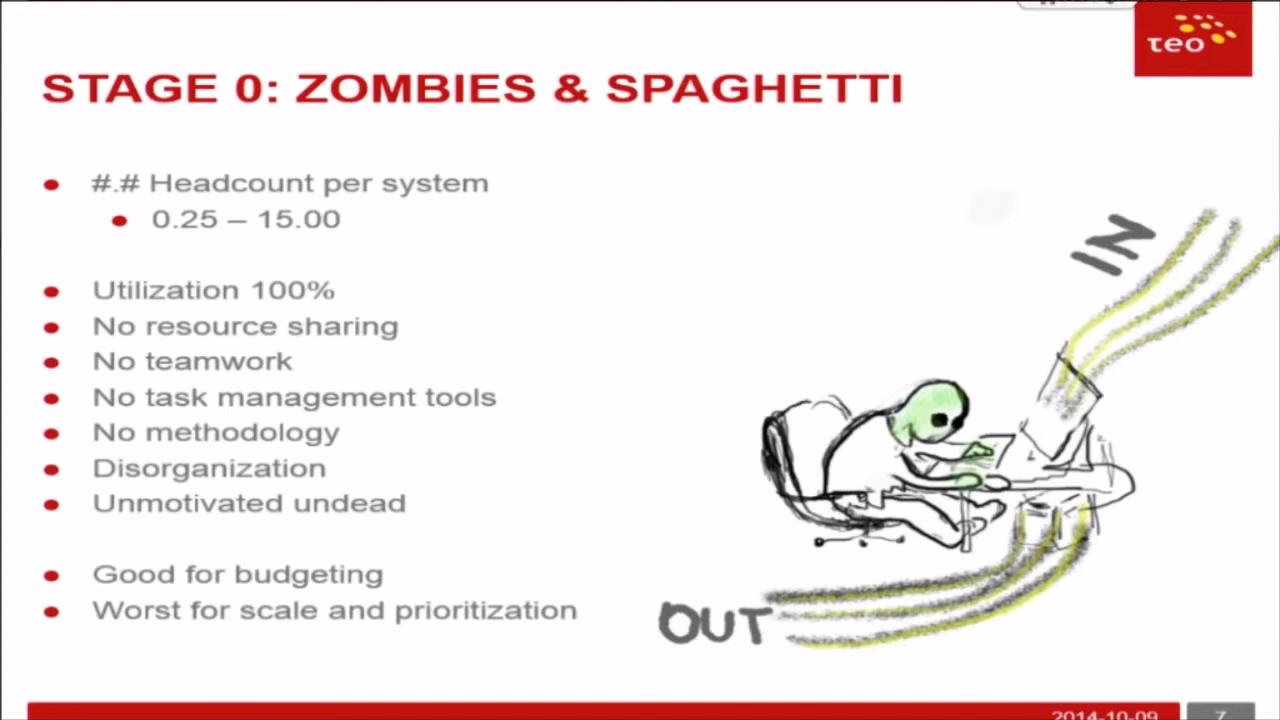 теo
STAGE 0: ZOMBIES & SPAGHETTI
#.# Headcount per system
0.25 – 15.00
Utilization 100%
No resource sharing
No teamwork
No task management tools
No methodology
Disorganization
Unmotivated undead
Good for budgeting
Worst for scale and prioritization
IN
OUT
2014-10-09
7